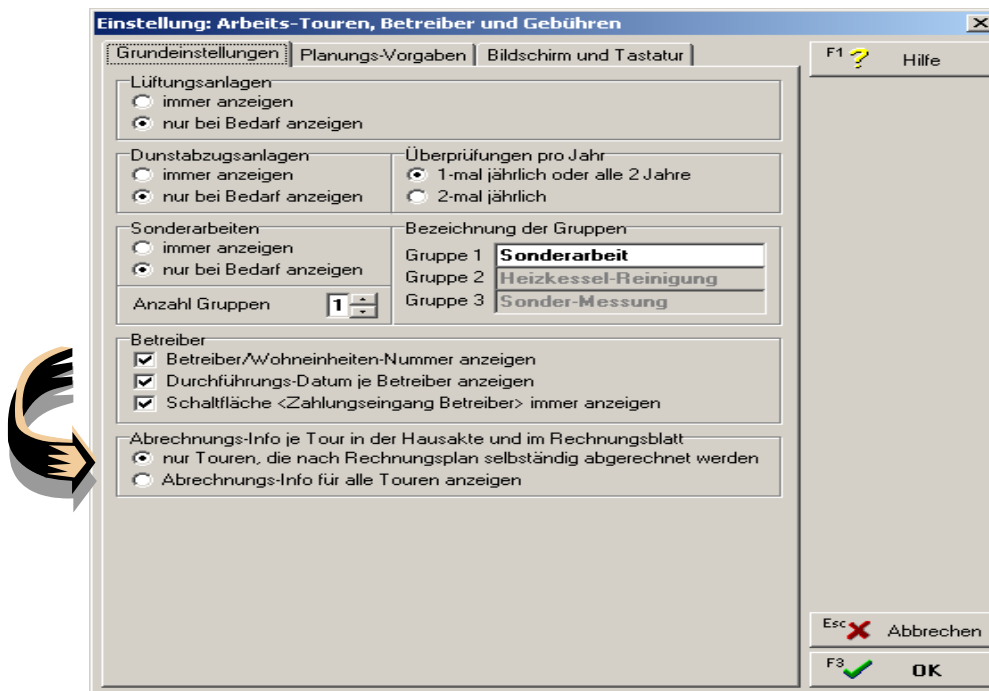 Einstellung: Arbeits-Touren, Betreiber und Gebühren
Grundeinstellungen
Planungs-Vorgaben
Bildschirm und Tastatur
F1 ? Hilfe
Lüftungsanlagen
immer anzeigen
nur bei Bedarf anzeigen
Dunstabzugsanlagen
immer anzeigen
nur bei Bedarf anzeigen
Überprüfungen pro Jahr
1-mal jährlich oder alle 2 Jahre
2-mal jährlich
Sonderarbeiten
immer anzeigen
nur bei Bedarf anzeigen
Anzahl Gruppen 1
Bezeichnung der Gruppen
Gruppe 1 Sonderarbeit
Gruppe 2 Heizkessel-Reinigung
Gruppe 3 Sonder-Messung
Betreiber
Betreiber/Wohneinheiten-Nummer anzeigen
Durchführungs-Datum je Betreiber anzeigen
Schaltfläche <Zahlungseingang Betreiber> immer anzeigen
Abrechnungs-Info je Tour in der Hausakte und im Rechnungsblatt
nur Touren, die nach Rechnungsplan selbständig abgerechnet werden
Abrechnungs-Info für alle Touren anzeigen
Esc Abbrechen
F3 OK